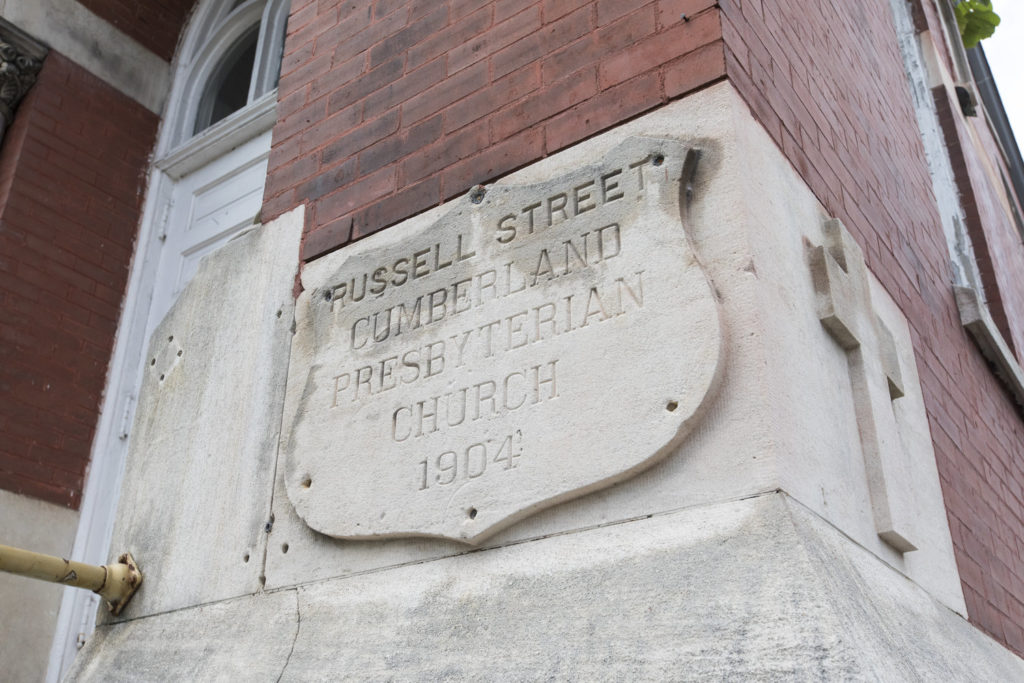 RUSSELL STREET
CUMBERLAND
PRESBYTERIAN
CHURCH
1904